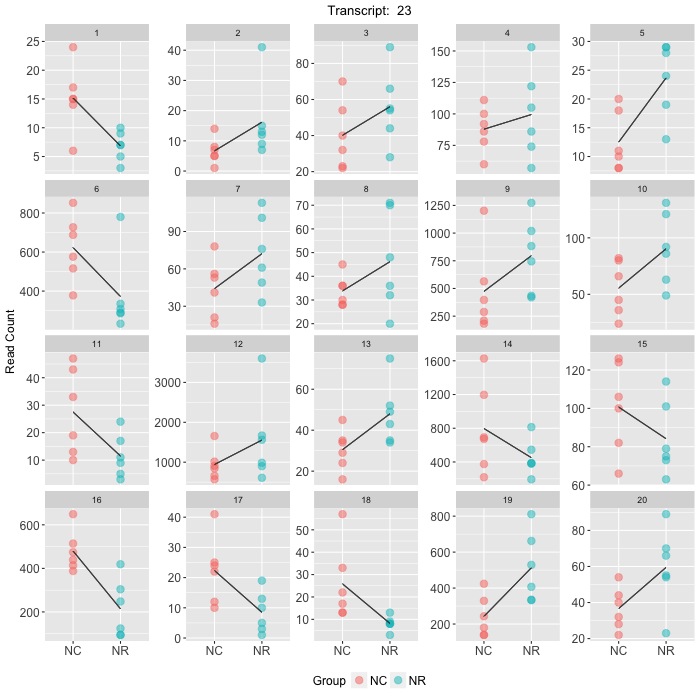 Transcript:  23
1 2 3 4 5
25 20 15 10 5
40 30 20 10 0
80 60 40 20
150 125 100 75
30 25 20 15 10
6 7 8 9 10
800 600 400
90 60 30
70 60 50 40 30 20
1250 1000 750 500 250
100 50
Read Count
11 12 13 14 15
40 30 20 10
3000 2000 1000
60 40 20
1600 1200 800 400
120 100 80 60
16 17 18 19 20
600 400 200
40 30 20 10 0
50 40 30 20 10
800 600 400 200
80 60 40 20
NC NR NC NR NC NR NC NR NC NR
Group NC NR